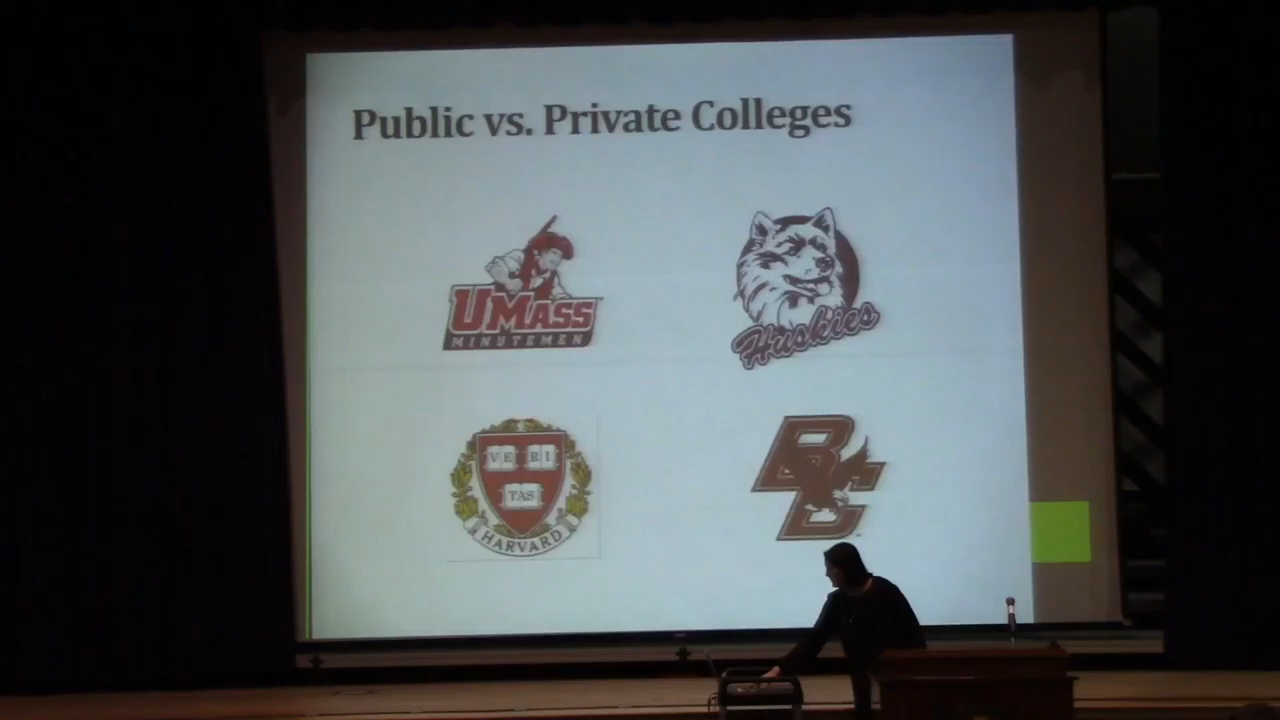 Public vs. Private Colleges
UMASS
MINUTEMEN
Huskies
VE RI
TAS
HARVARD
BC